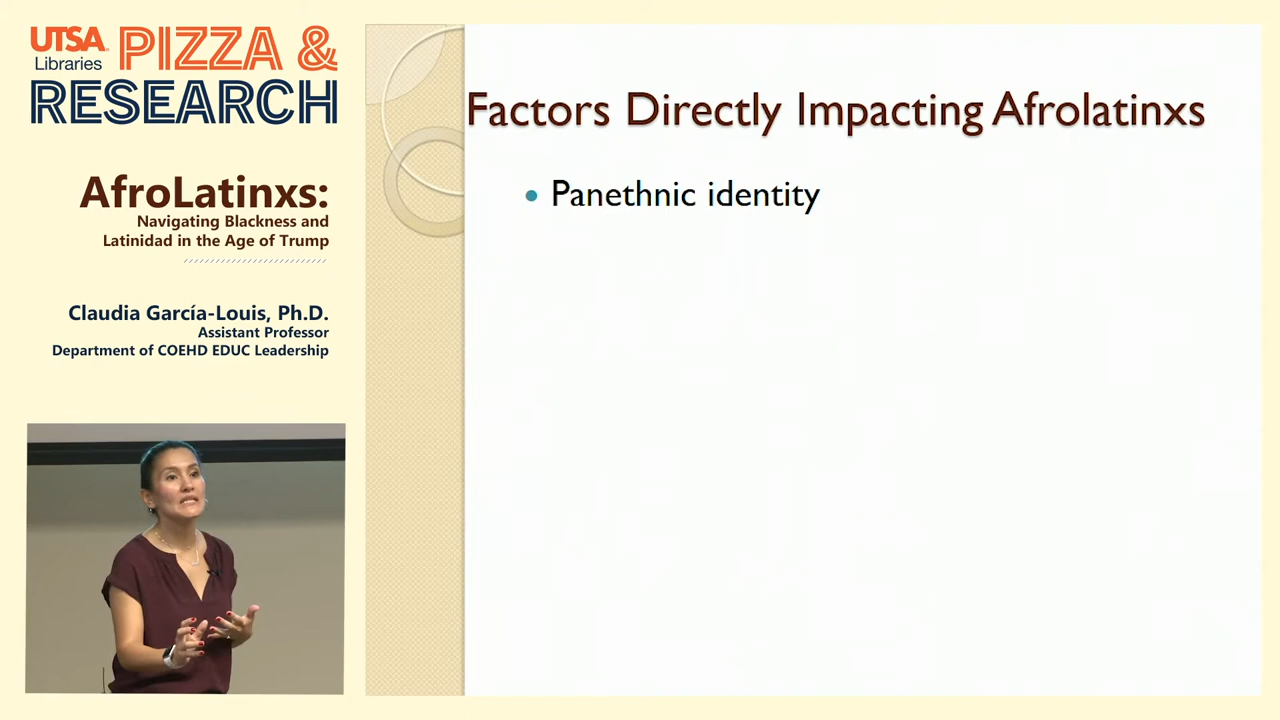 UTSA
Libraries
PIZZA &
RESEARCH
AfroLatinxs:
Navigating Blackness and
Latinidad in the Age of Trump
Claudia García-Louis, Ph.D.
Assistant Professor
Department of COEHD EDUC Leadership
Factors Directly Impacting Afrolatinxs
• Panethnic identity